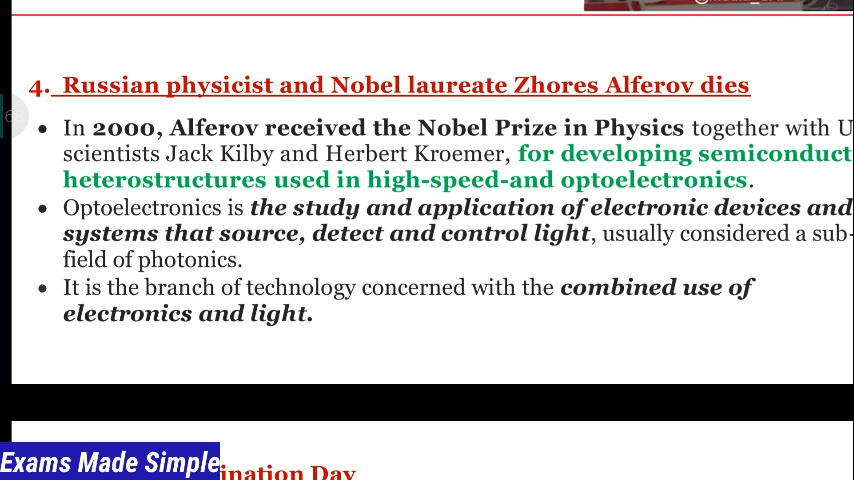 4. Russian physicist and Nobel laureate Zhores Alferov dies
• In 2000, Alferov received the Nobel Prize in Physics together with U
scientists Jack Kilby and Herbert Kroemer, for developing semiconduct
heterostructures used in high-speed-and optoelectronics.
• Optoelectronics is the study and application of electronic devices and
systems that source, detect and control light, usually considered a sub-
field of photonics.
• It is the branch of technology concerned with the combined use of
electronics and light.
Exams Made Simple
ination Day